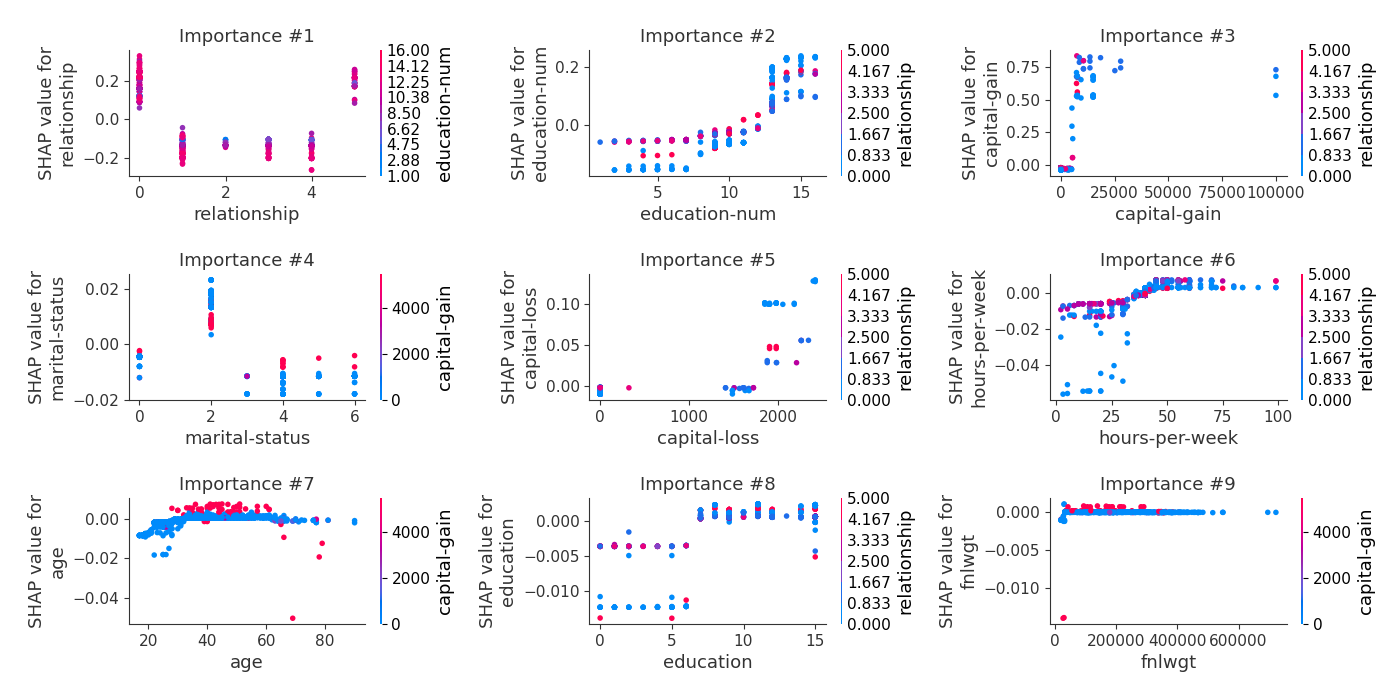 Importance #1
SHAP value for
relationship
0.2
0.0
−0.2
0
2
4
relationship
16.00
14.12
12.25
10.38
8.50
6.62
4.75
2.88
1.00
education-num
Importance #2
SHAP value for
education-num
0.2
0.0
5
10
15
education-num
5.000
4.167
3.333
2.500
1.667
0.833
0.000
relationship
Importance #3
SHAP value for
capital-gain
0.75
0.50
0.25
0.00
0
25000
50000
75000
100000
capital-gain
5.000
4.167
3.333
2.500
1.667
0.833
0.000
relationship
Importance #4
SHAP value for
marital-status
0.02
0.00
−0.02
0
2
4
6
marital-status
4000
2000
0
capital-gain
Importance #5
SHAP value for
capital-loss
0.10
0.05
0.00
0
1000
2000
capital-loss
5.000
4.167
3.333
2.500
1.667
0.833
0.000
relationship
Importance #6
SHAP value for
hours-per-week
0.00
−0.02
−0.04
0
25
50
75
100
hours-per-week
5.000
4.167
3.333
2.500
1.667
0.833
0.000
relationship
Importance #7
SHAP value for
age
0.00
−0.02
−0.04
20
40
60
80
age
4000
2000
0
capital-gain
Importance #8
SHAP value for
education
0.000
−0.005
−0.010
0
5
10
15
education
5.000
4.167
3.333
2.500
1.667
0.833
0.000
relationship
Importance #9
SHAP value for
fnlwgt
0.000
−0.005
−0.010
0
200000
400000
600000
fnlwgt
4000
2000
0
capital-gain